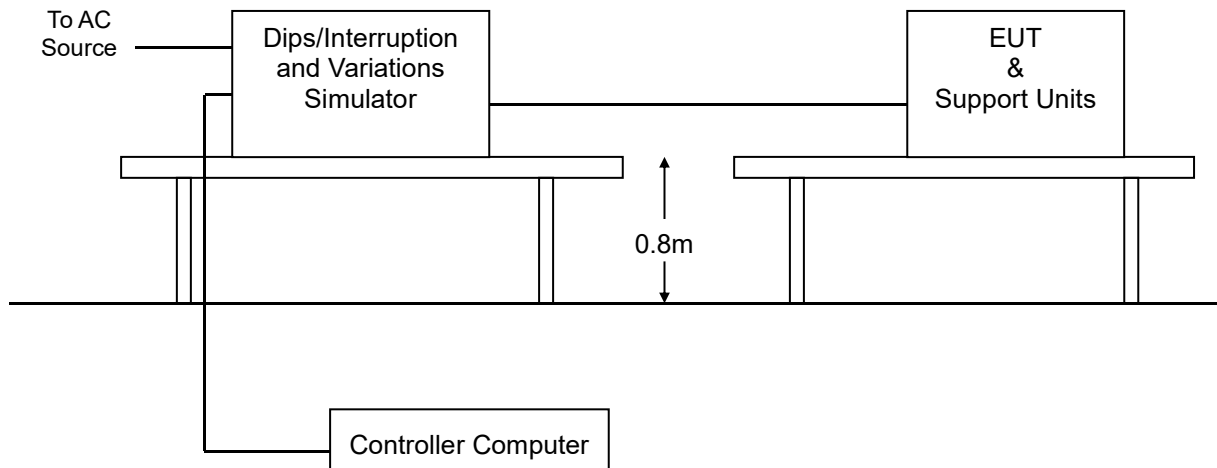 To AC
Source
Dips/Interruption
and Variations
Simulator
EUT
&
Support Units
0.8m
Controller Computer